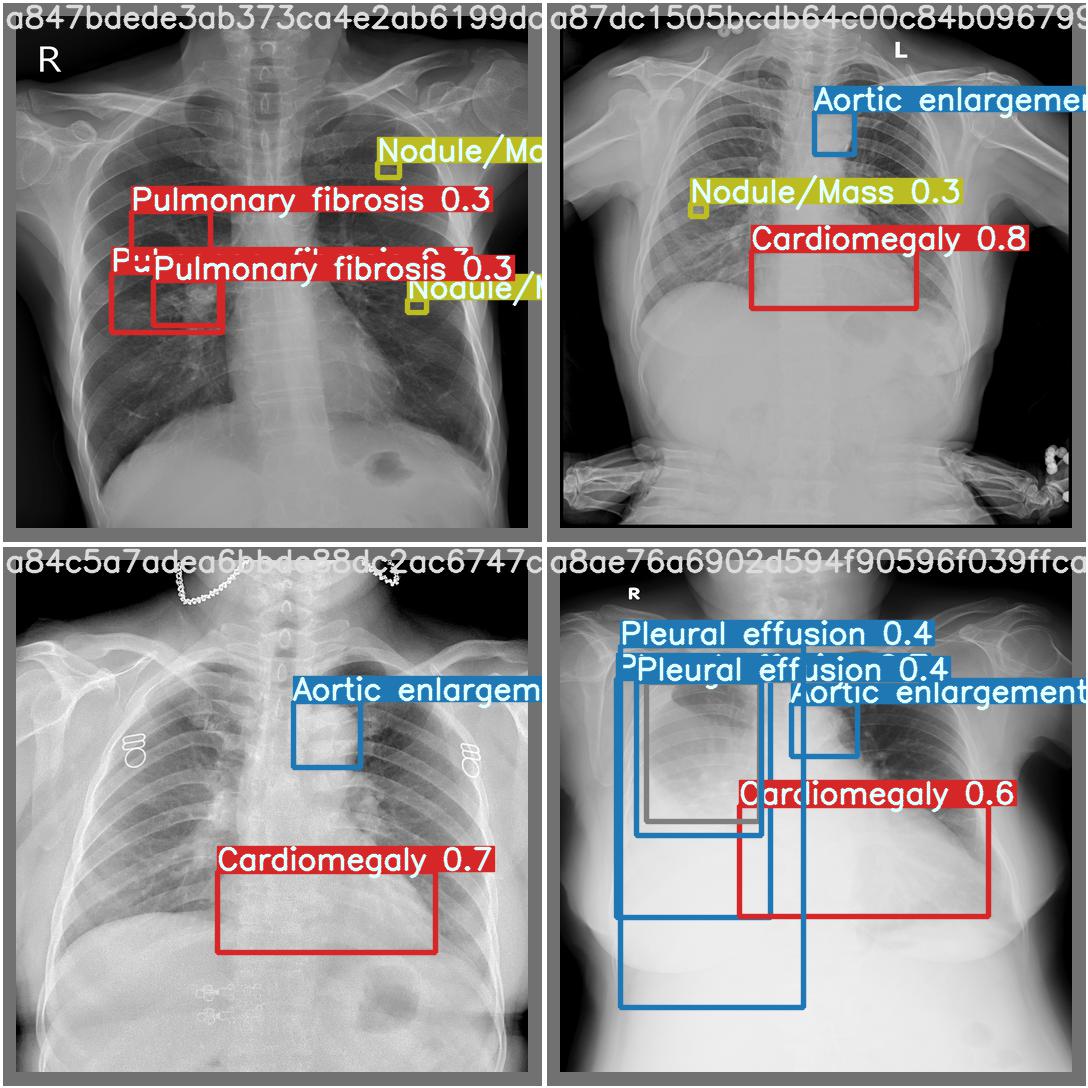 a847bdede3ab373ca4e2ab6199dc
R
Nodule/Ma
Pulmonary fibrosis 0.3
Pulmonary fibrosis 0.3
Nodule/M
a87dc1505bcdb64c00c84b096799
L
Aortic enlargemen
Nodule/Mass 0.3
Cardiomegaly 0.8
a84c5a7adea6bbde88dc2ac6747c
Aortic enlargem
Cardiomegaly 0.7
a8ae76a6902d594f90596f039ffca
R
Pleural effusion 0.4
Pleural effusion 0.4
Aortic enlargement
Cardiomegaly 0.6